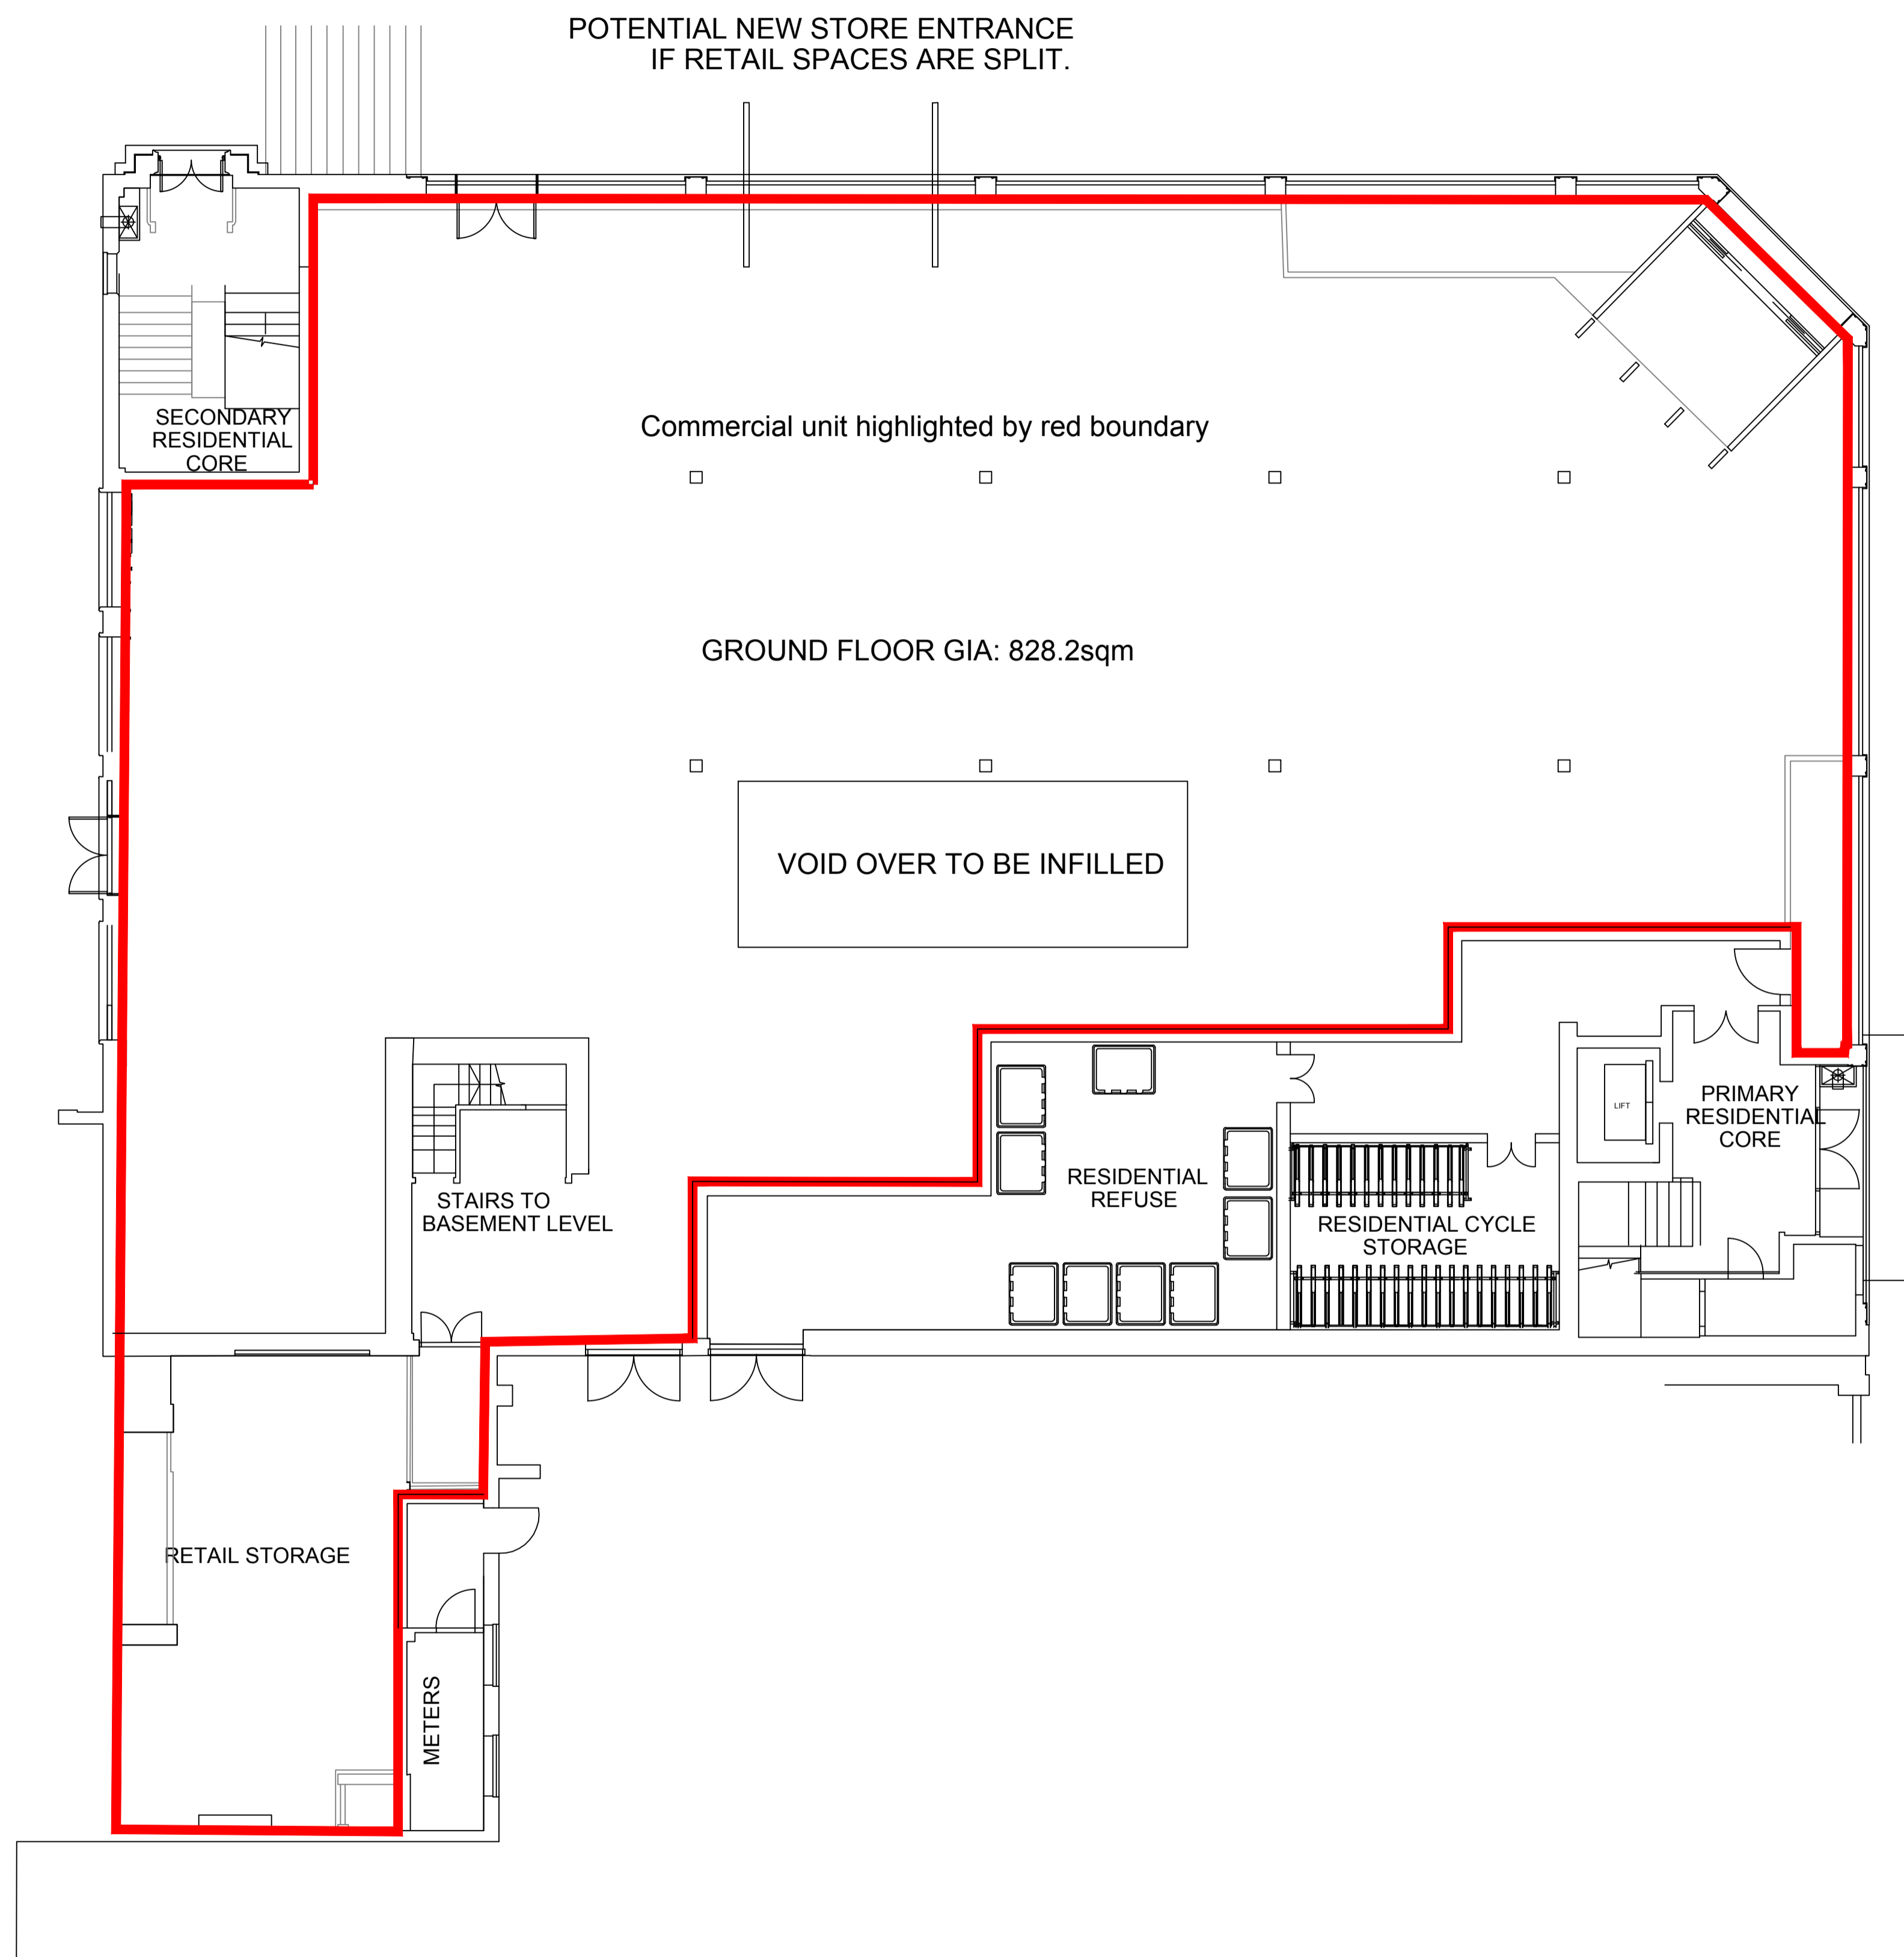 POTENTIAL NEW STORE ENTRANCE
IF RETAIL SPACES ARE SPLIT.
SECONDARY
RESIDENTIAL
CORE
Commercial unit highlighted by red boundary
GROUND FLOOR GIA: 828.2sqm
VOID OVER TO BE INFILLED
STAIRS TO
BASEMENT LEVEL
RESIDENTIAL
REFUSE
RESIDENTIAL CYCLE
STORAGE
LIFT
PRIMARY
RESIDENTIAL
CORE
RETAIL STORAGE
METERS